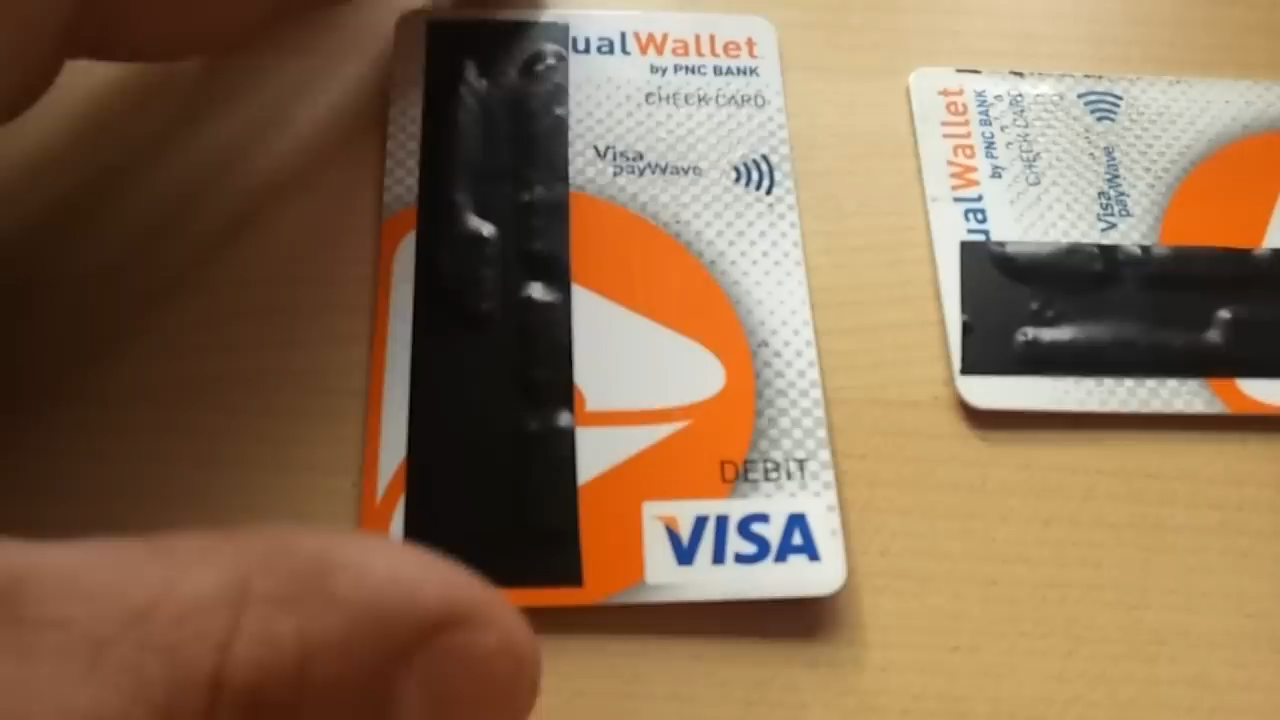 ualWallet
by PNC BANK
CHECK CARD
Visa
payWave
DEBIT
VISA
ualWallet
by PNC BANK
CHECK CARD
Visa
payWave